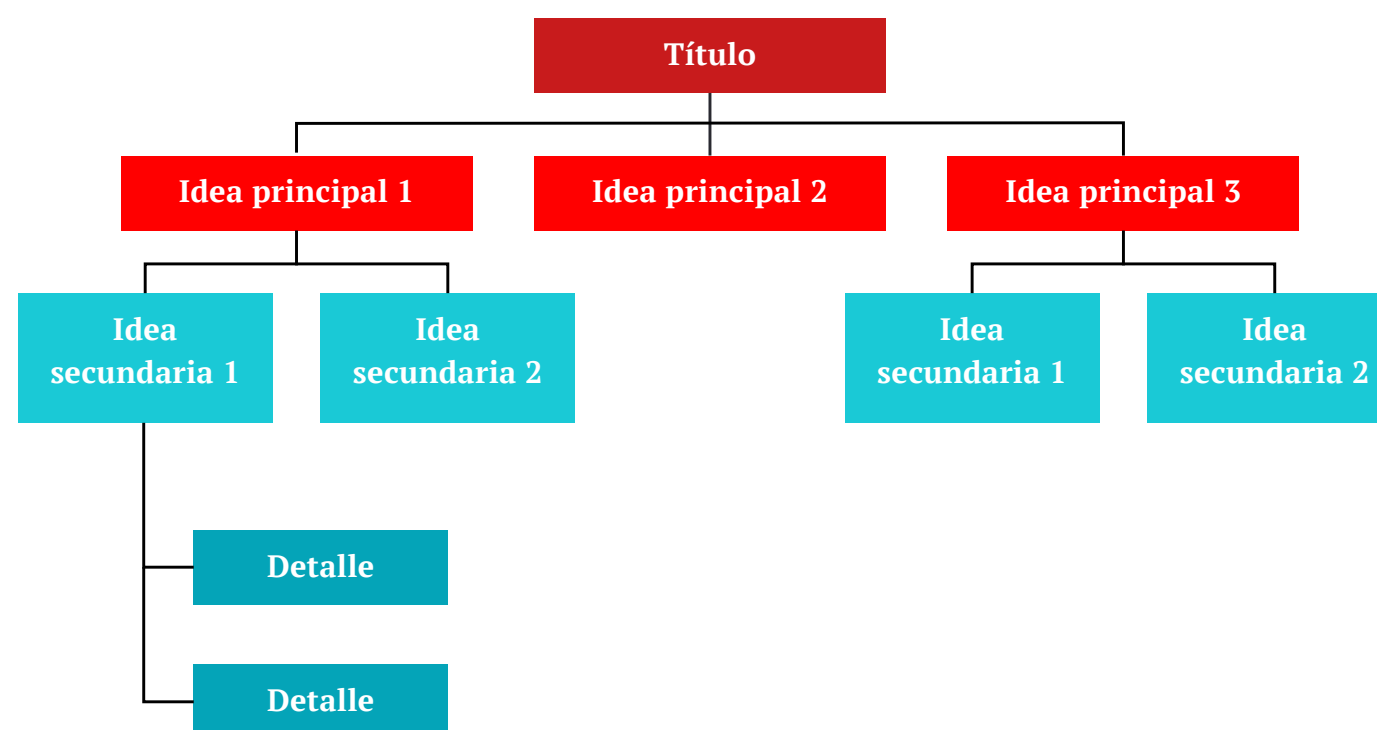 Título
Idea principal 1
Idea principal 2
Idea principal 3
Idea
secundaria 1
Idea
secundaria 2
Idea
secundaria 1
Idea
secundaria 2
Detalle
Detalle